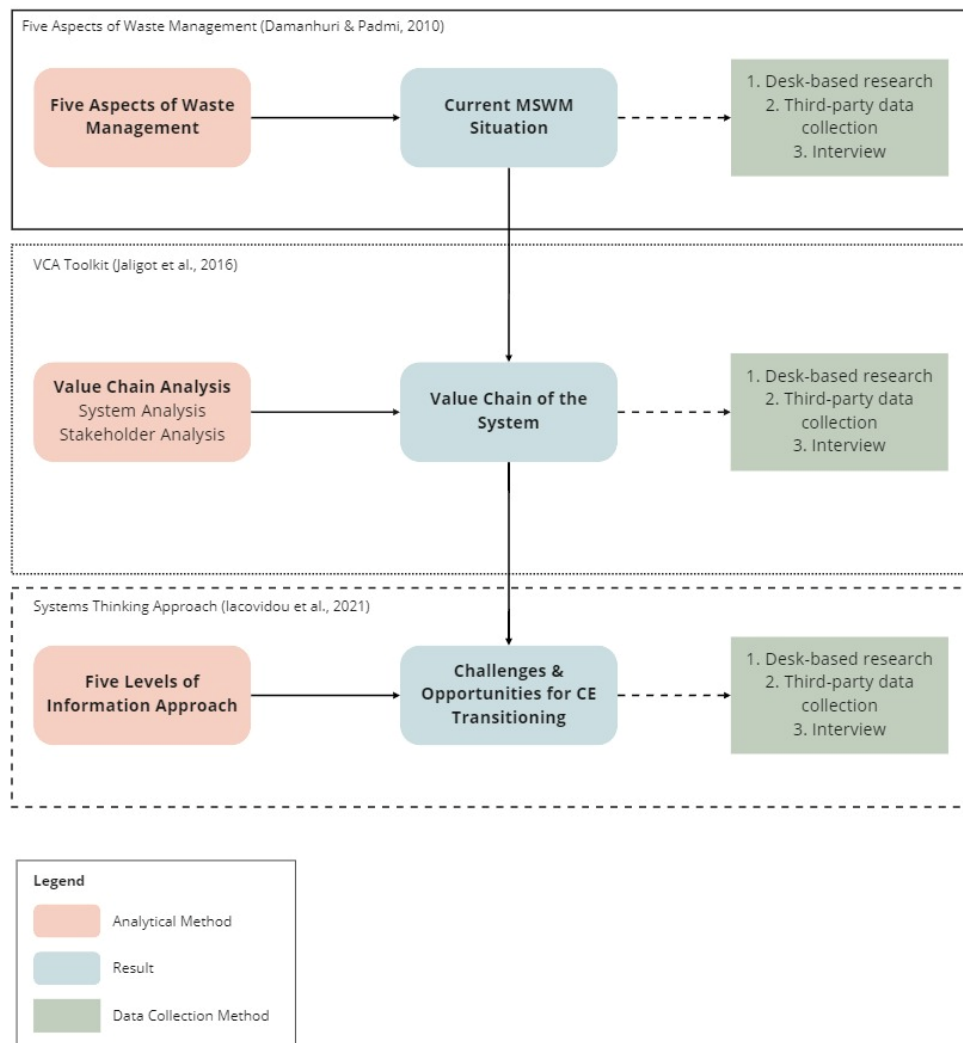 Five Aspects of Waste Management (Damanhuri & Padmi, 2010)
Five Aspects of Waste
Management
Current MSWM
Situation
1. Desk-based research
2. Third-party data
collection
3. Interview
VCA Toolkit (Jaligot et al., 2016)
Value Chain Analysis
System Analysis
Stakeholder Analysis
Value Chain of the
System
1. Desk-based research
2. Third-party data
collection
3. Interview
Systems Thinking Approach (Iacovidou et al., 2021)
Five Levels of
Information Approach
Challenges &
Opportunities for CE
Transitioning
1. Desk-based research
2. Third-party data
collection
3. Interview
Legend
Analytical Method
Result
Data Collection Method